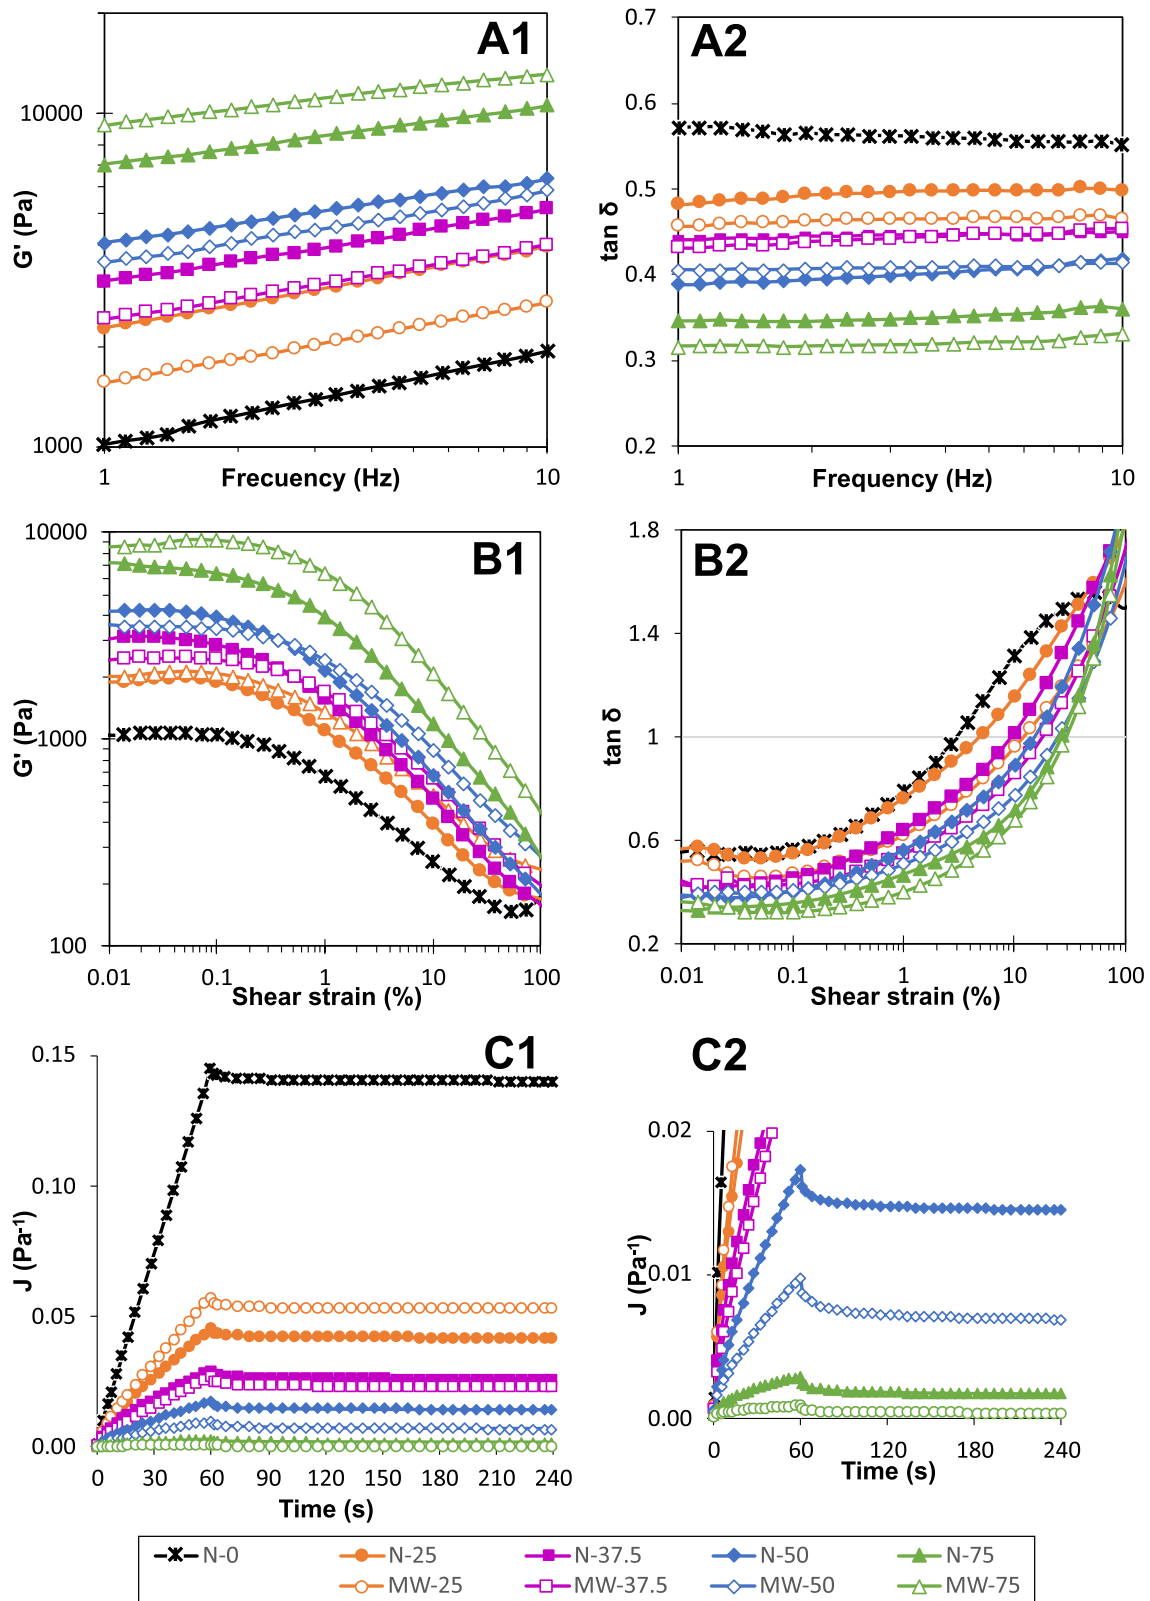 A1
G' (Pa)
10000
1000
1
10
Frecuency (Hz)
A2
tan δ
0.7
0.6
0.5
0.4
0.3
0.2
1
10
Frequency (Hz)
B1
G' (Pa)
10000
1000
100
0.01 0.1 1 10 100
Shear strain (%)
B2
tan δ
1.8
1.4
1
0.6
0.2
0.01 0.1 1 10 100
Shear strain (%)
C1
J (Pa-1)
0.15
0.10
0.05
0.00
0 30 60 90 120 150 180 210 240
Time (s)
C2
J (Pa-1)
0.02
0.01
0.00
0 60 120 180 240
Time (s)
N-0 N-25 N-37.5 N-50 N-75
MW-25 MW-37.5 MW-50 MW-75